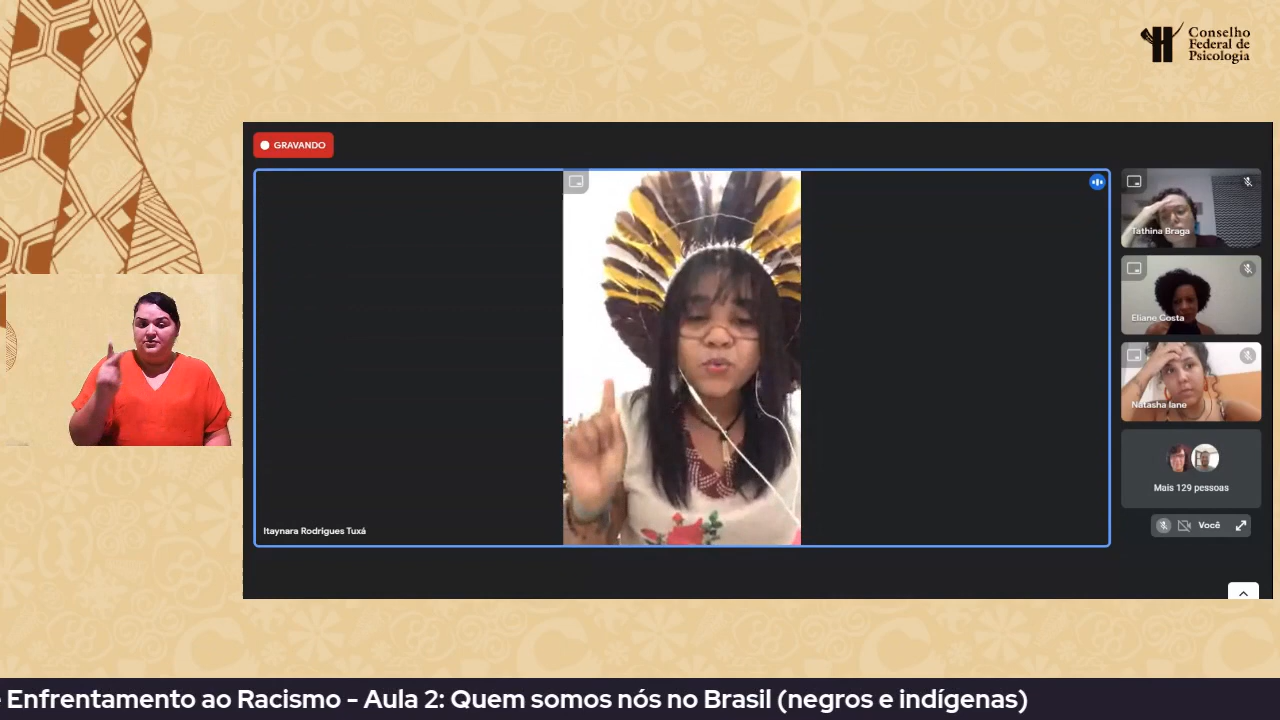 Conselho
Federal de
Psicologia
GRAVANDO
Tathina Braga
Eliane Costa
Natasha Iane
Mais 129 pessoas
Você
Itaynara Rodrigues Tuxá
Enfrentamento ao Racismo - Aula 2: Quem somos nós no Brasil (negros e indígenas)